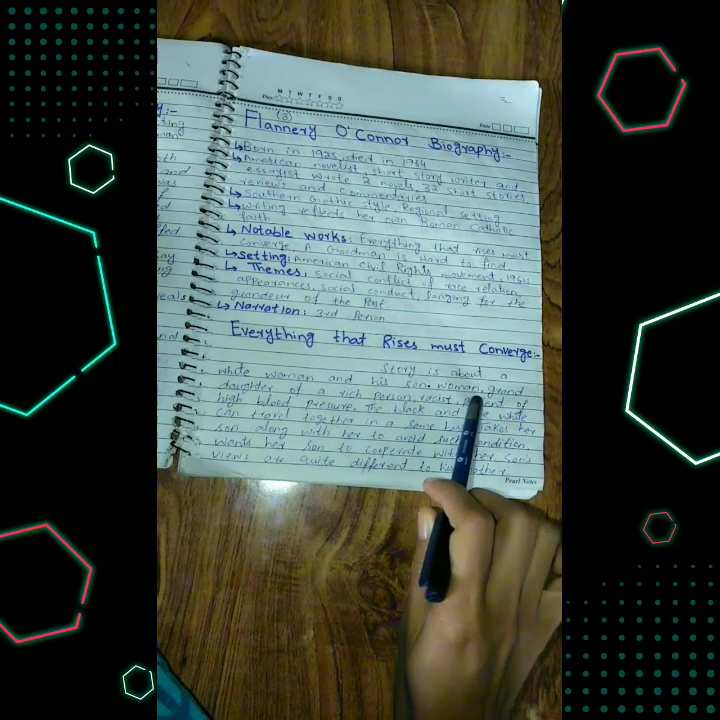 M T W T F S S
Date
(3)
Date
Flannery O'Connor Biography:-
↳ Born in 1925, died in 1964
↳ American novelist, short story writer and
essayist wrote 2 novels, 32 short stories
reviews and commentaries
↳ Southern Gothic style, Regional setting
↳ Writing reflects her own Roman Catholic
faith
↳ Notable works: Everything that rises must
Converge A Goodman is Hard to find
↳ Setting: American Civil Rights movement, 1960s
↳ Themes, Social conflict of race relation,
appearances, social conduct, longing for the
grandeur of the Past
↳ Narration: 3rd Person
Everything that Rises must Converge:-
Story is about a
white woman and his son. woman, grand
daughter of a rich Person, racist of
high blood pressure. The black and white
can travel together in a same takes her
son along with her to avoid such condition.
wants her son to cooperate with her. Son's
views are quite different to his
Pearl Notes